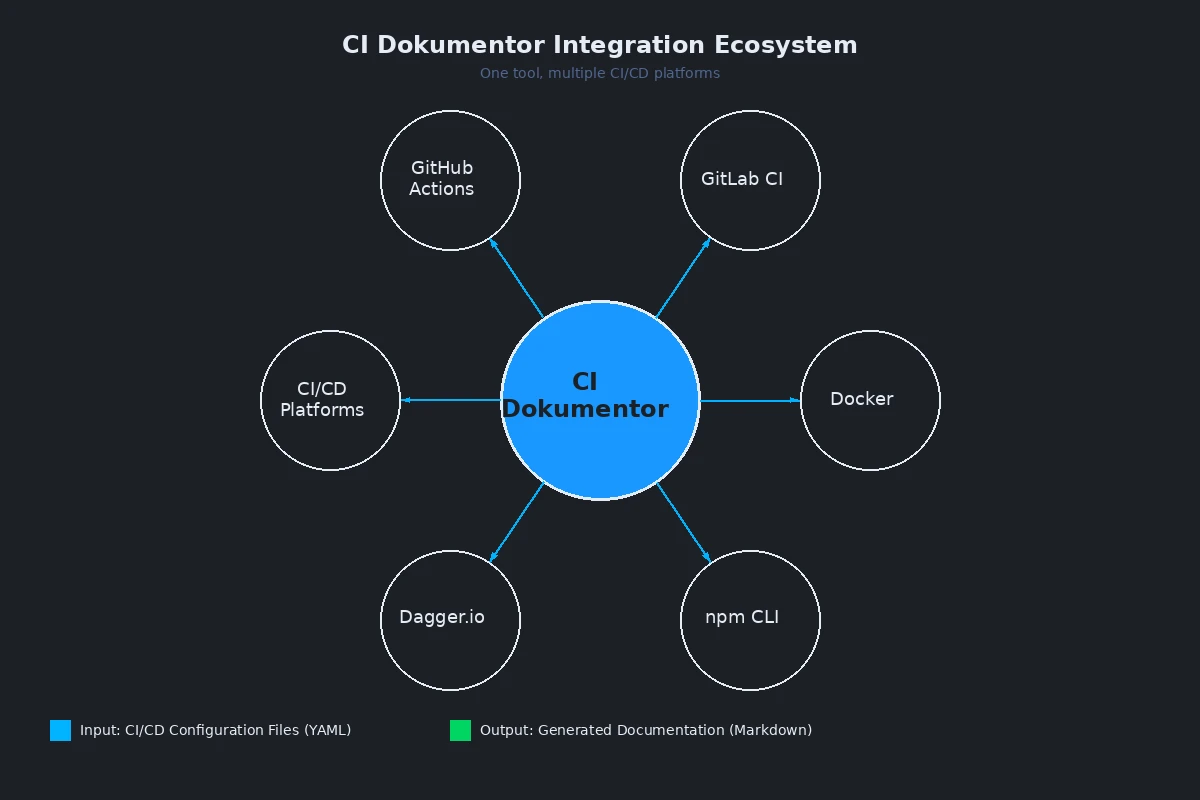 CI Dokumentor Integration Ecosystem
One tool, multiple CI/CD platforms
GitHub
Actions
GitLab CI
CI/CD
Platforms
CI
Dokumentor
Docker
Dagger.io
npm CLI
Input: CI/CD Configuration Files (YAML)
Output: Generated Documentation (Markdown)